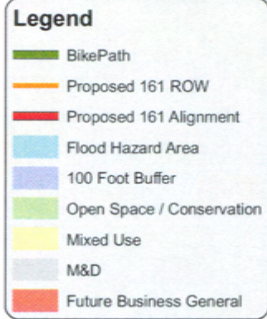 Legend
BikePath
Proposed 161 ROW
Proposed 161 Alignment
Flood Hazard Area
100 Foot Buffer
Open Space / Conservation
Mixed Use
M&D
Future Business General